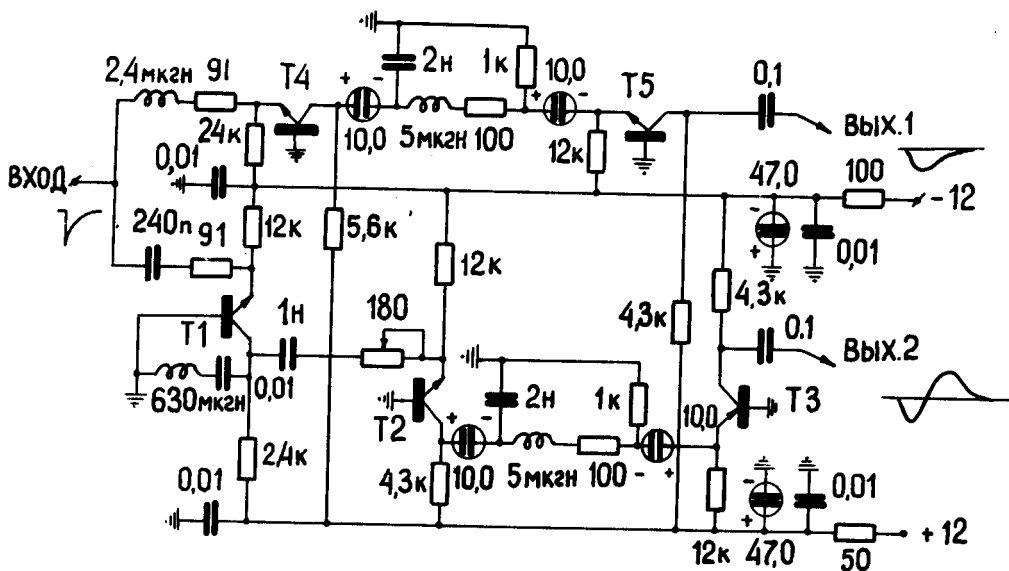 2,4мкгн 91
T4
+
-
2н
1к
10,0
+
-
T5
0,1
ВЫХ.1
24к
10,0
5мкгн 100
12к
0,01
ВХОД
47,0
100
-12
-
+
0,01
240п
91
12к
5,6к
12к
4,3к
4,3к
T1
1н
180
0.1
ВЫХ.2
630мкгн
0,01
T2
+
-
2н
1к
10,0
T3
10,0
5мкгн 100
-
+
2,4к
4,3к
0,01
-
+
0,01
12к
47,0
50
+12